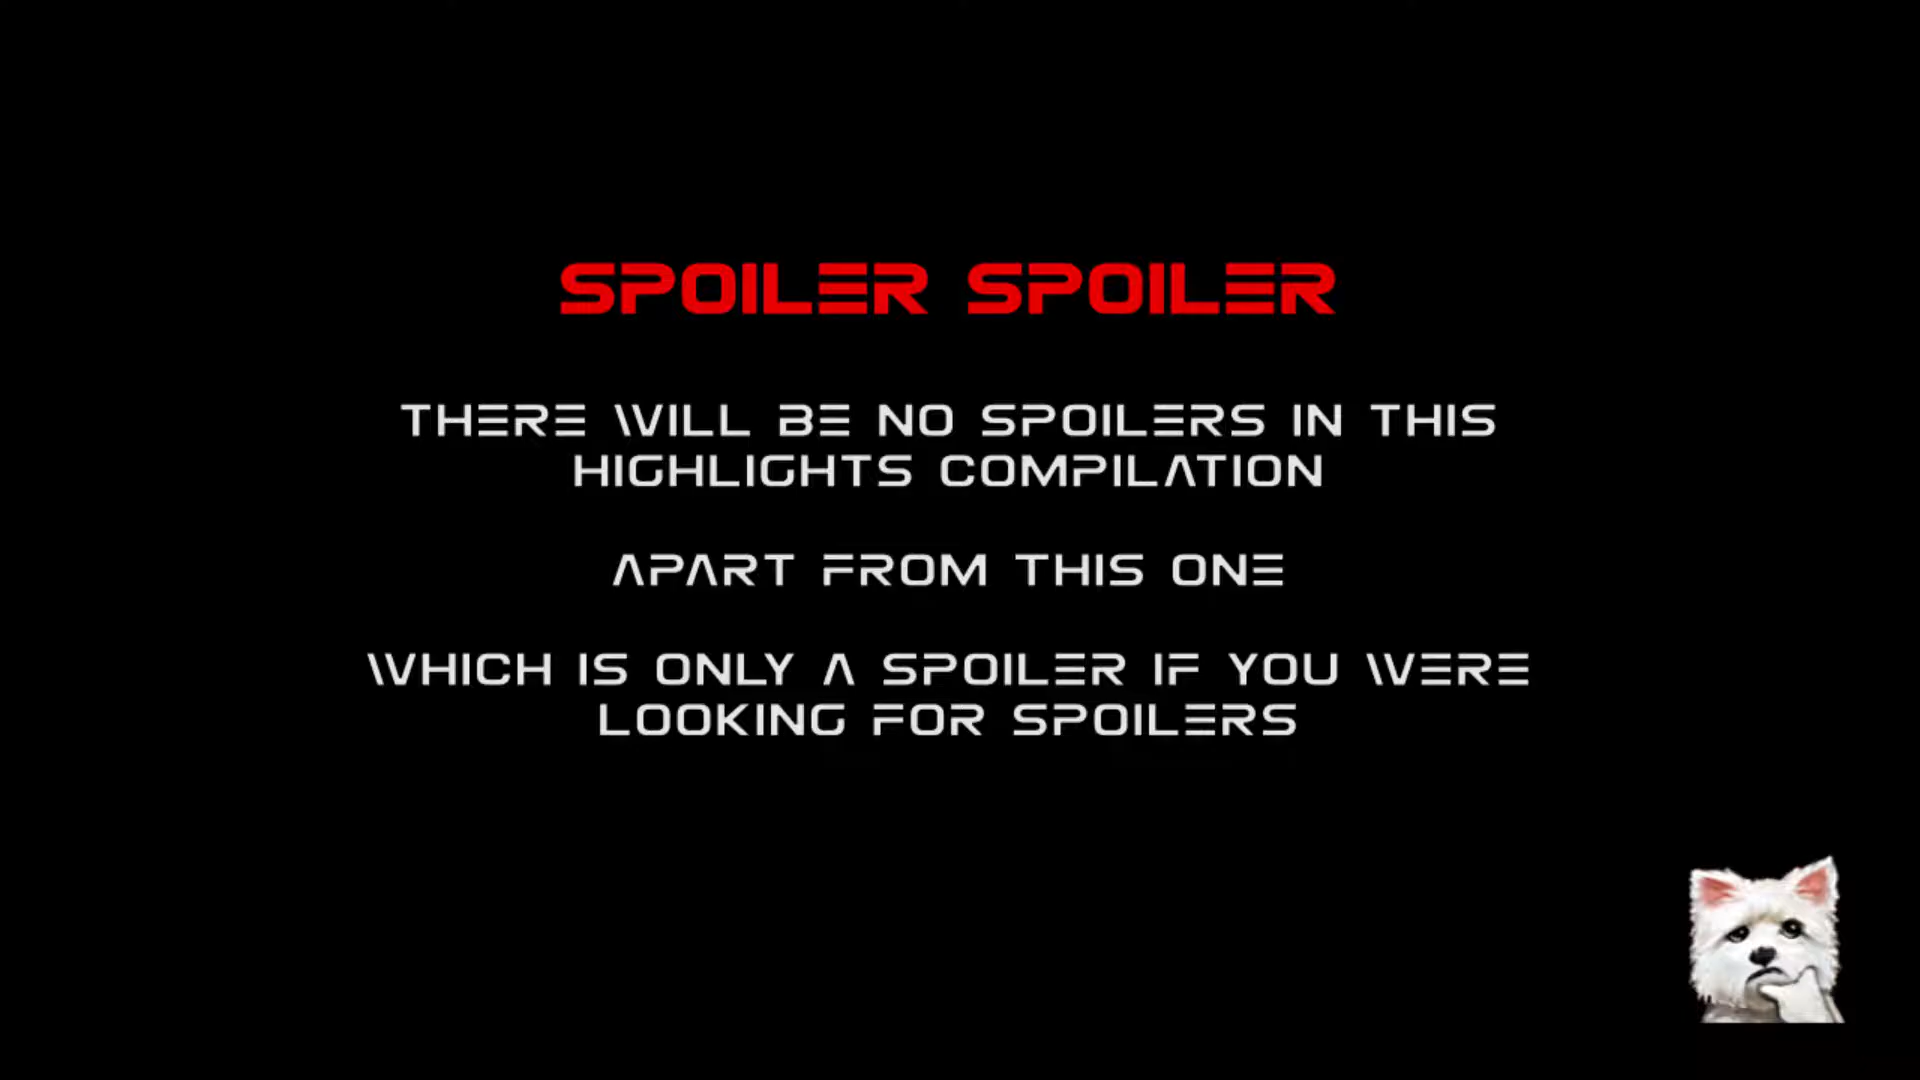 SPOILER SPOILER
THERE WILL BE NO SPOILERS IN THIS
HIGHLIGHTS COMPILATION
APART FROM THIS ONE
WHICH IS ONLY A SPOILER IF YOU WERE
LOOKING FOR SPOILERS